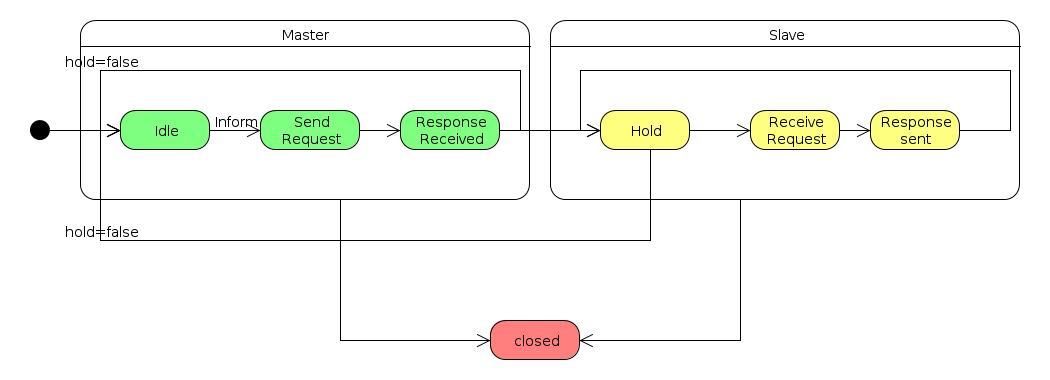 Master
Slave
hold=false
Idle
Inform
Send
Request
Response
Received
Hold
Receive
Request
Response
sent
hold=false
closed